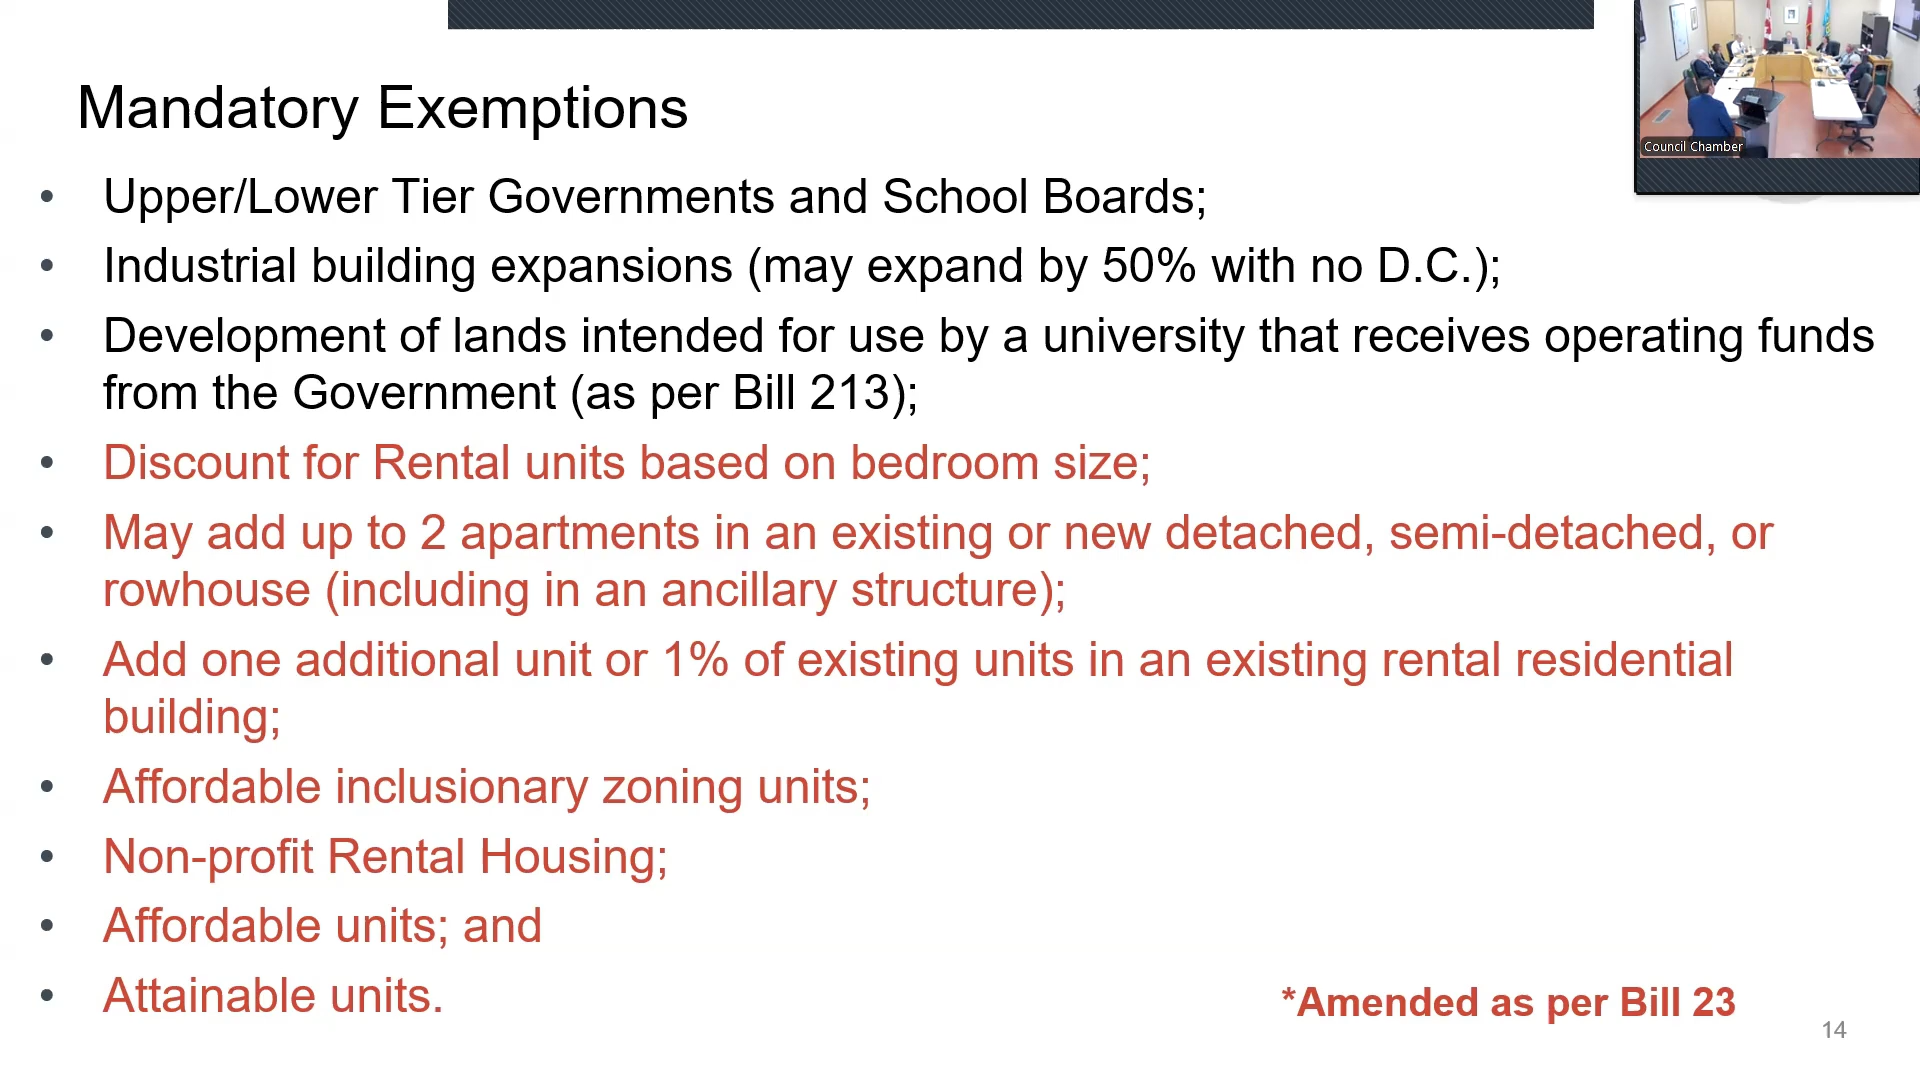 Mandatory Exemptions
Council Chamber
• Upper/Lower Tier Governments and School Boards;
• Industrial building expansions (may expand by 50% with no D.C.);
• Development of lands intended for use by a university that receives operating funds
from the Government (as per Bill 213);
• Discount for Rental units based on bedroom size;
• May add up to 2 apartments in an existing or new detached, semi-detached, or
rowhouse (including in an ancillary structure);
• Add one additional unit or 1% of existing units in an existing rental residential
building;
• Affordable inclusionary zoning units;
• Non-profit Rental Housing;
• Affordable units; and
• Attainable units.
*Amended as per Bill 23
14